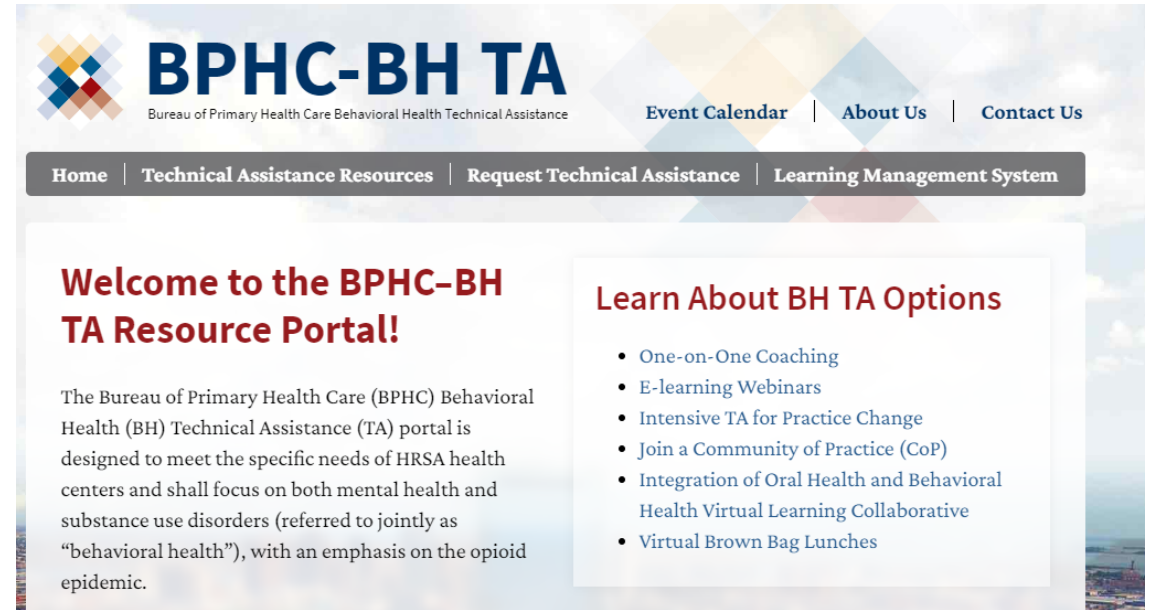 BPHC-BH TA
Bureau of Primary Health Care Behavioral Health Technical Assistance
Event Calendar | About Us | Contact Us
Home | Technical Assistance Resources | Request Technical Assistance | Learning Management System
Welcome to the BPHC–BH
TA Resource Portal!
The Bureau of Primary Health Care (BPHC) Behavioral
Health (BH) Technical Assistance (TA) portal is
designed to meet the specific needs of HRSA health
centers and shall focus on both mental health and
substance use disorders (referred to jointly as
“behavioral health”), with an emphasis on the opioid
epidemic.
Learn About BH TA Options
• One-on-One Coaching
• E-learning Webinars
• Intensive TA for Practice Change
• Join a Community of Practice (CoP)
• Integration of Oral Health and Behavioral
Health Virtual Learning Collaborative
• Virtual Brown Bag Lunches